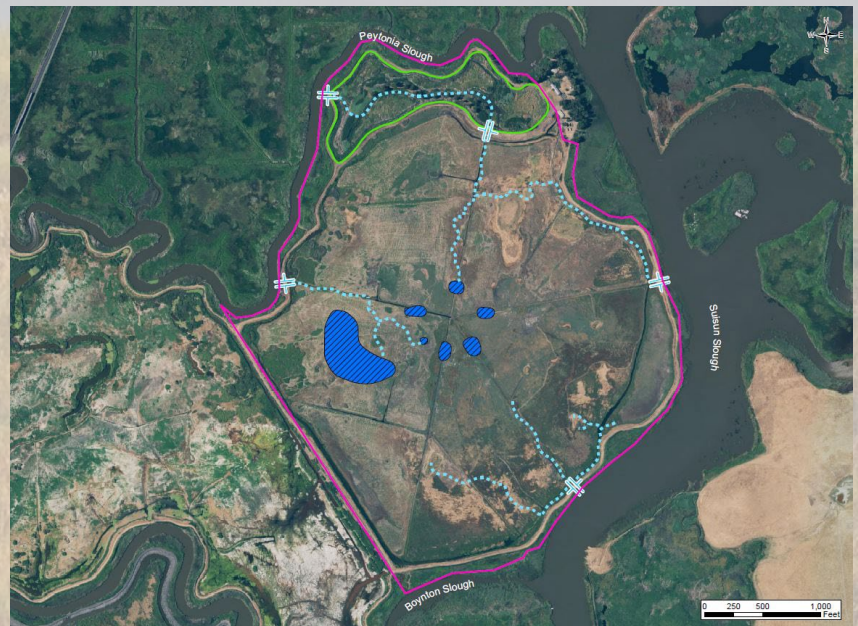 Peytonia Slough
N
W E
S
Suisun Slough
Boynton Slough
0 250 500 1,000
Feet